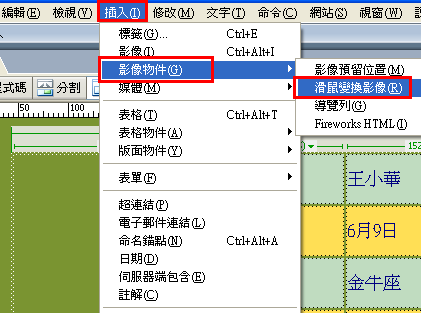 編輯(E) 檢視(V) 插入(I) 修改(M) 文字(T) 命令(C) 網站(S) 視窗(W)
標籤(G)... Ctrl+E
影像(I) Ctrl+Alt+I
影像物件(G)
媒體(M)
影像預留位置(M)
滑鼠變換影像(R)
導覽列(G)
Fireworks HTML(I)
程式碼 分割
50 100
表格(T) Ctrl+Alt+T
表格物件(A)
版面物件(Y)
表單(F)
超連結(P)
電子郵件連結(L)
命名錨點(N) Ctrl+Alt+A
日期(D)
伺服器端包含(E)
註解(C)
152
王小華
6月9日
金牛座